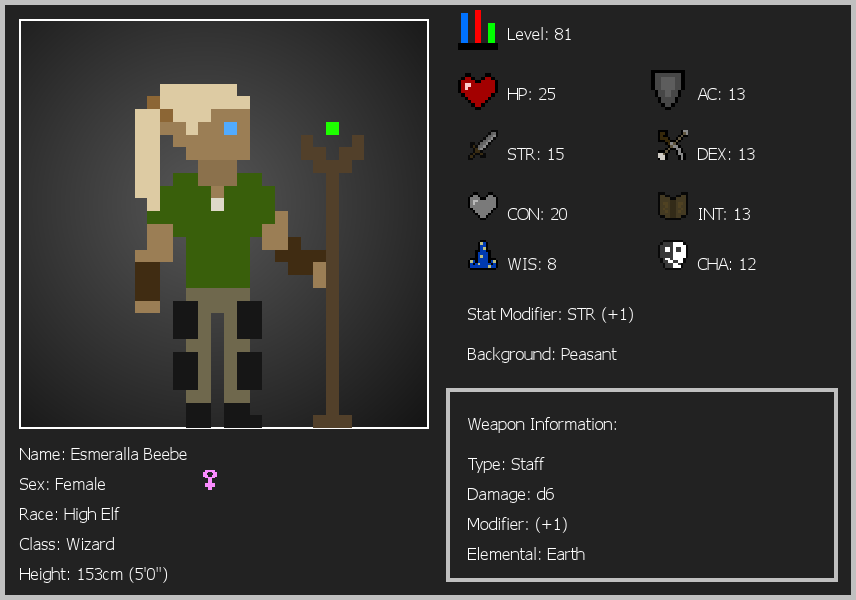 Level: 81
HP: 25
AC: 13
STR: 15
DEX: 13
CON: 20
INT: 13
WIS: 8
CHA: 12
Stat Modifier: STR (+1)
Background: Peasant
Weapon Information:
Type: Staff
Damage: d6
Modifier: (+1)
Elemental: Earth
Name: Esmeralla Beebe
Sex: Female
Race: High Elf
Class: Wizard
Height: 153cm (5'0")